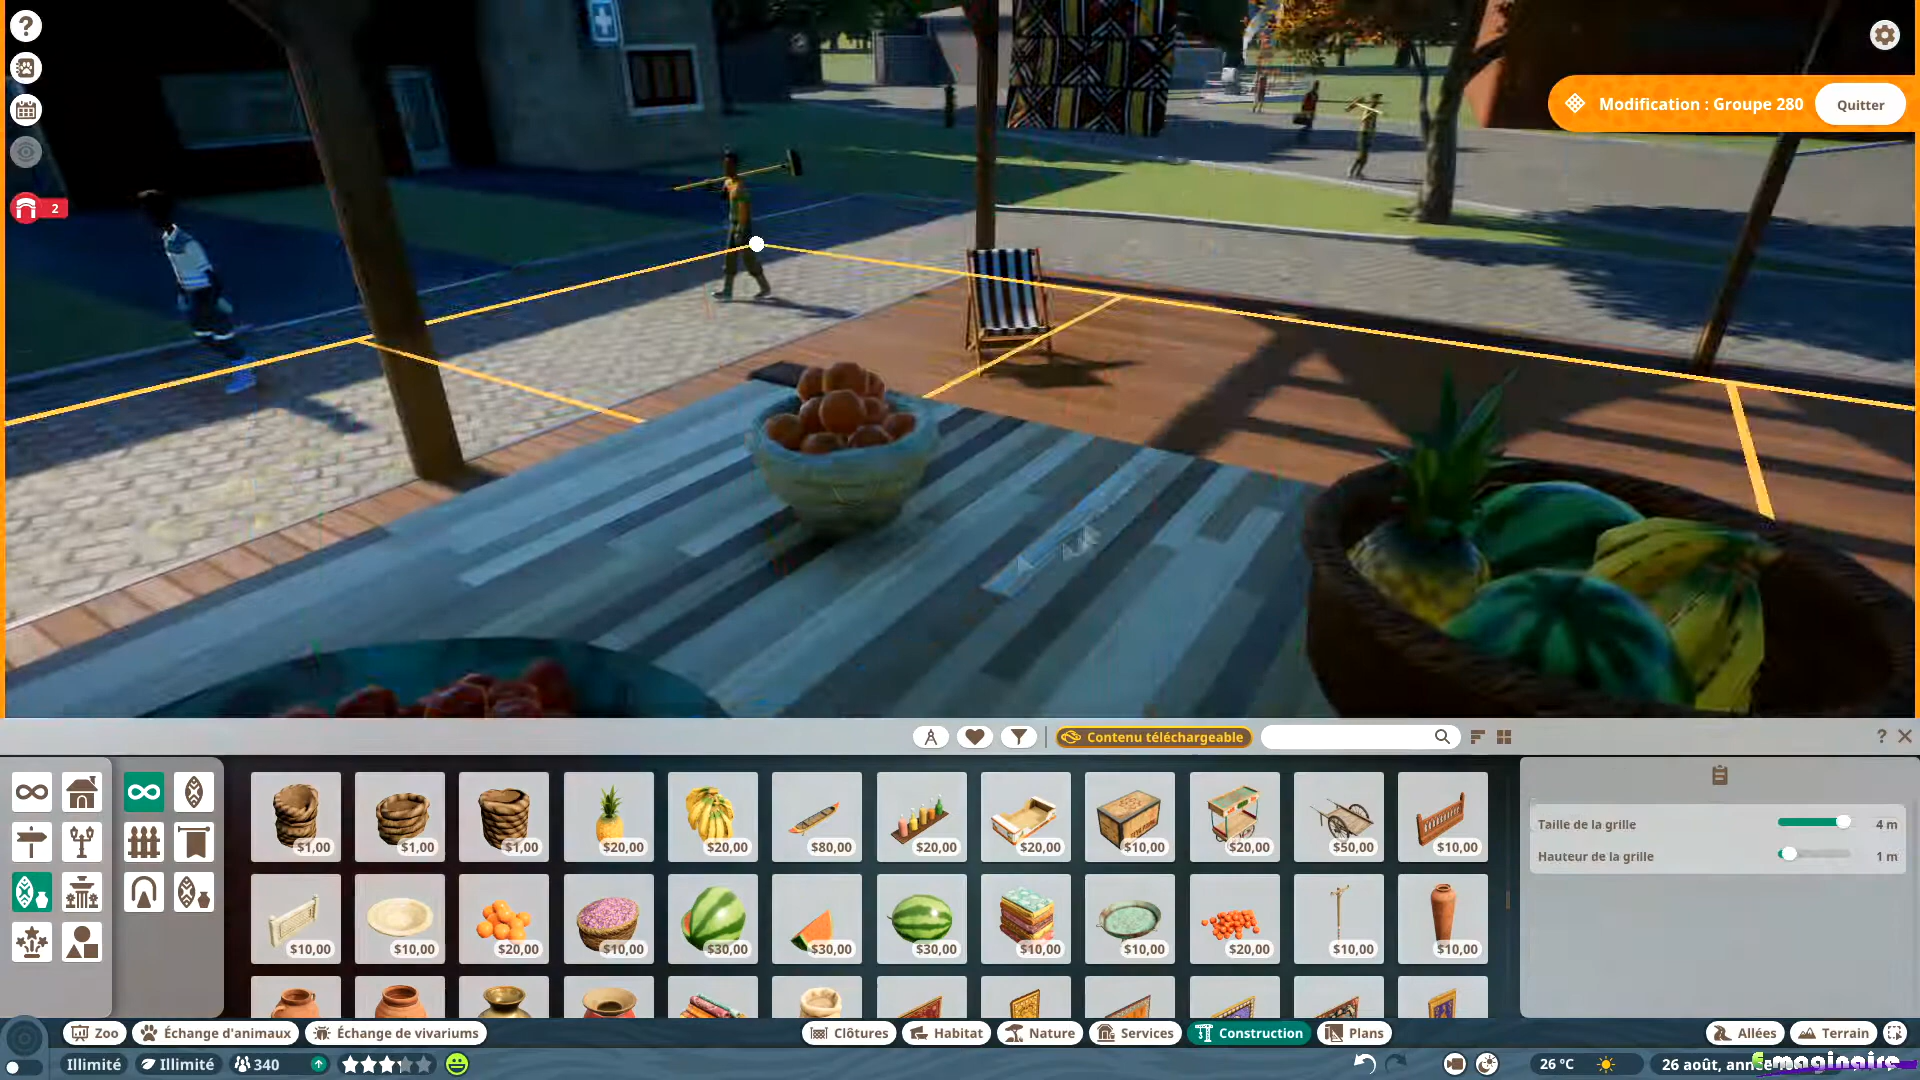 ?
Modification : Groupe 280
Quitter
2
Contenu téléchargeable
?
$1,00
$1,00
$1,00
$20,00
$20,00
$80,00
$20,00
$20,00
$10,00
$20,00
$50,00
$10,00
$10,00
$10,00
$20,00
$10,00
$30,00
$30,00
$30,00
$10,00
$10,00
$20,00
$10,00
$10,00
Taille de la grille
4 m
Hauteur de la grille
1 m
Zoo
Échange d'animaux
Échange de vivariums
Clôtures
Habitat
Nature
Services
Construction
Plans
Allées
Terrain
Illimité
Illimité
340
26 °C
26 août,